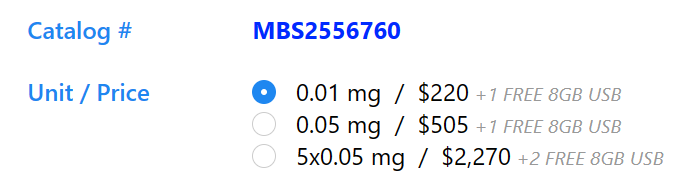 Catalog # MBS2556760
Unit / Price
0.01 mg / $220 +1 FREE 8GB USB
0.05 mg / $505 +1 FREE 8GB USB
5x0.05 mg / $2,270 +2 FREE 8GB USB